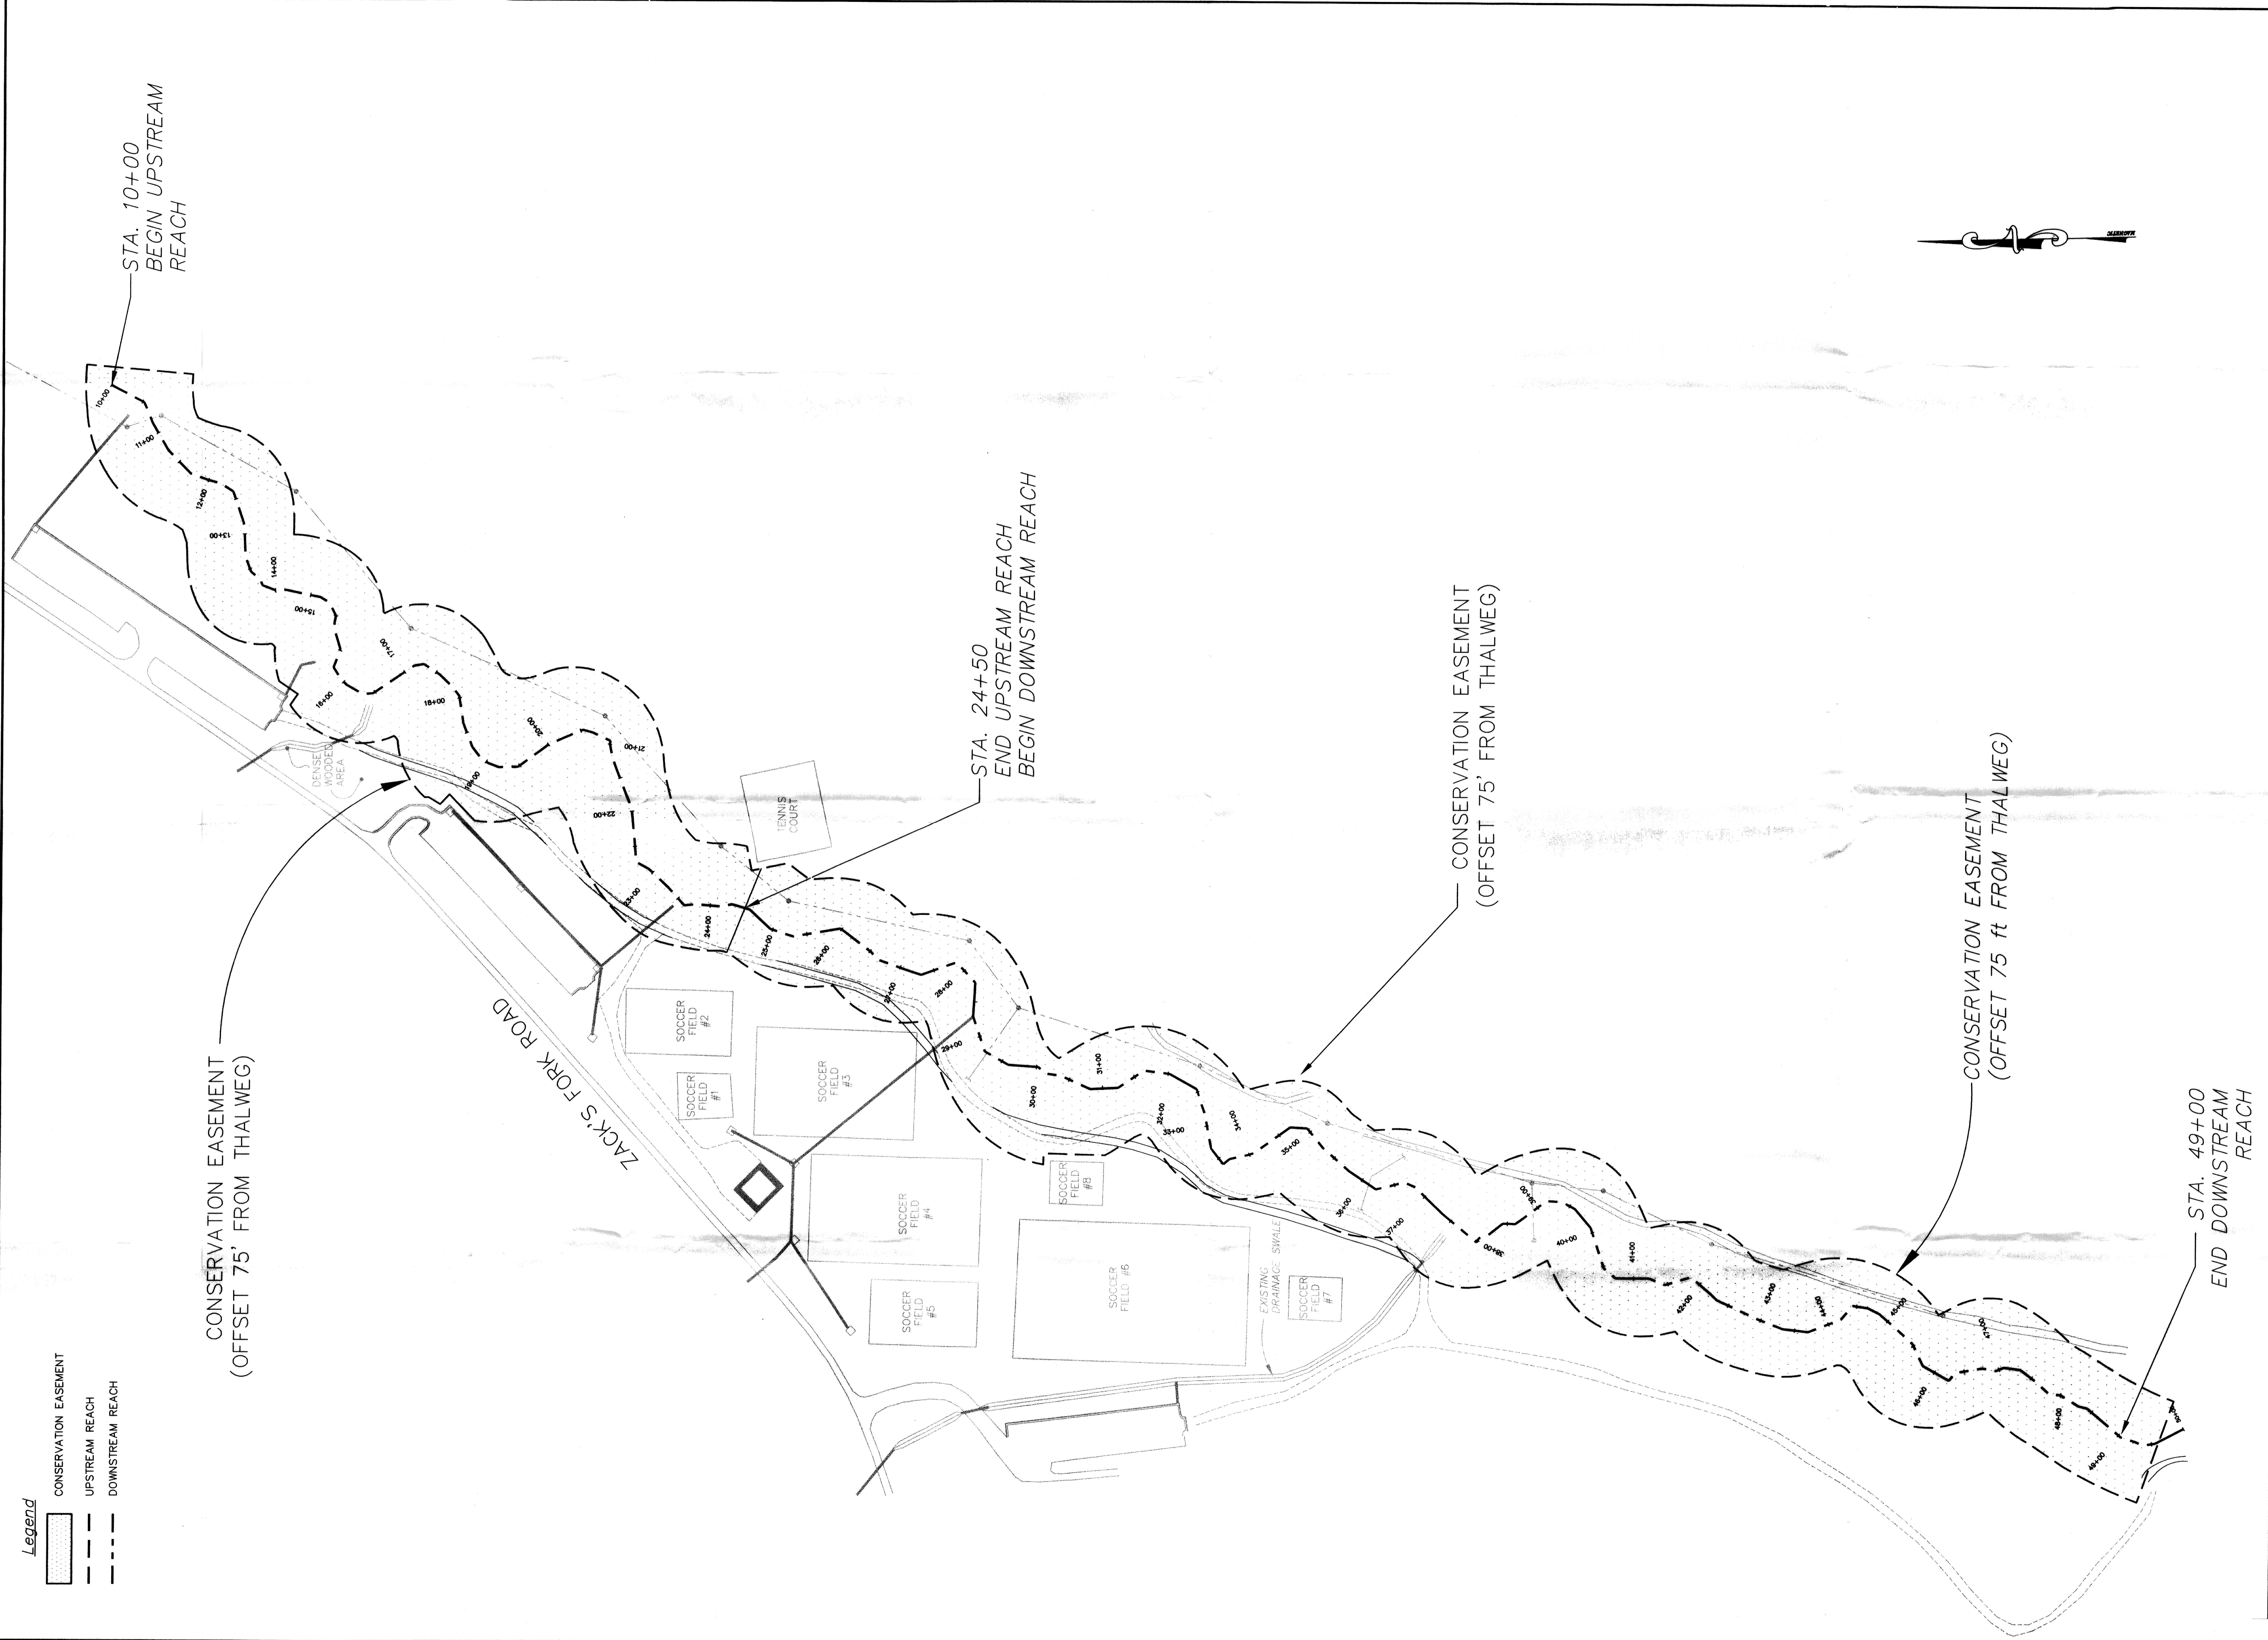 Legend
CONSERVATION EASEMENT
UPSTREAM REACH
DOWNSTREAM REACH
CONSERVATION EASEMENT
(OFFSET 75' FROM THALWEG)
STA. 10+00
BEGIN UPSTREAM
REACH
10+00
11+00
12+00
13+00
14+00
15+00
16+00
17+00
18+00
19+00
20+00
21+00
22+00
23+00
24+00
DENSE
WOODED
AREA
ZACK'S FORK ROAD
TENNIS
COURT
STA. 24+50
END UPSTREAM REACH
BEGIN DOWNSTREAM REACH
25+00
26+00
27+00
28+00
29+00
30+00
31+00
32+00
33+00
34+00
35+00
36+00
37+00
38+00
39+00
40+00
41+00
42+00
43+00
44+00
45+00
46+00
47+00
48+00
49+00
50+00
SOCCER
FIELD
#2
SOCCER
FIELD
#1
SOCCER
FIELD
#3
SOCCER
FIELD
#4
SOCCER
FIELD
#5
SOCCER
FIELD #6
SOCCER
FIELD
#8
SOCCER
FIELD
#7
EXISTING
DRAINAGE SWALE
CONSERVATION EASEMENT
(OFFSET 75' FROM THALWEG)
CONSERVATION EASEMENT
(OFFSET 75 ft FROM THALWEG)
STA. 49+00
END DOWNSTREAM
REACH
N
MAGNETIC